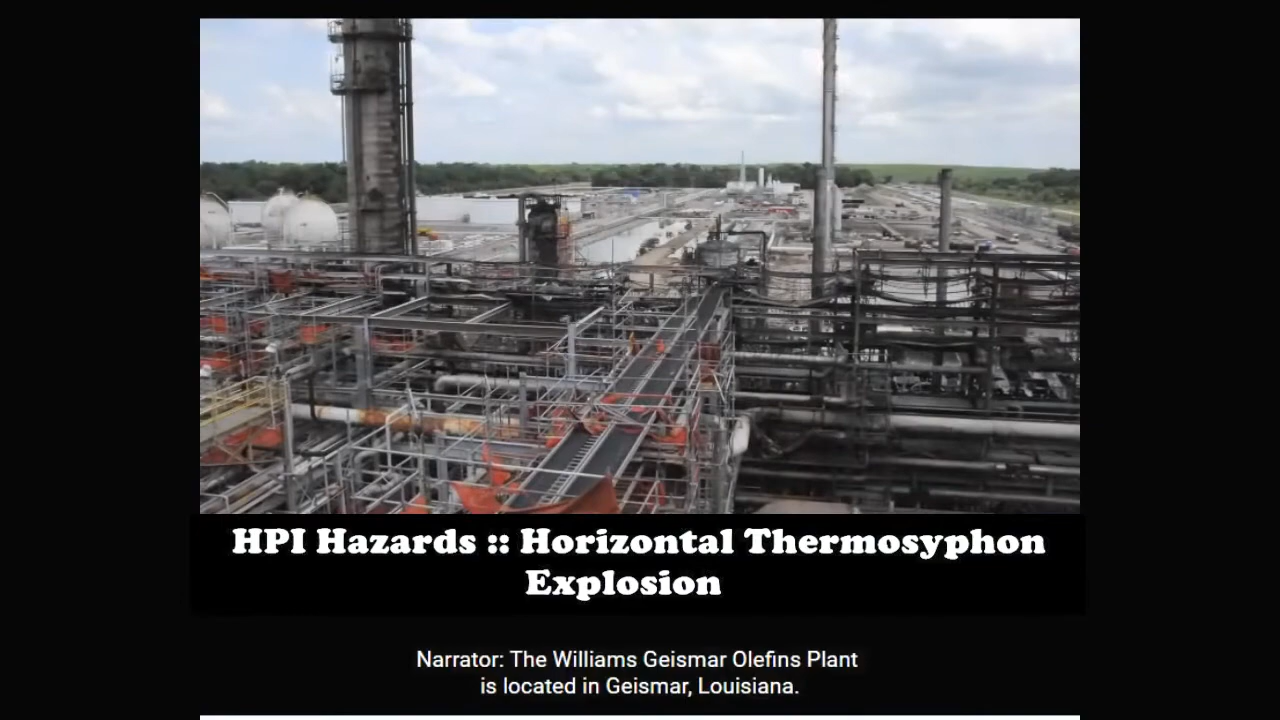 HPI Hazards :: Horizontal Thermosyphon
Explosion
Narrator: The Williams Geismar Olefins Plant
is located in Geismar, Louisiana.